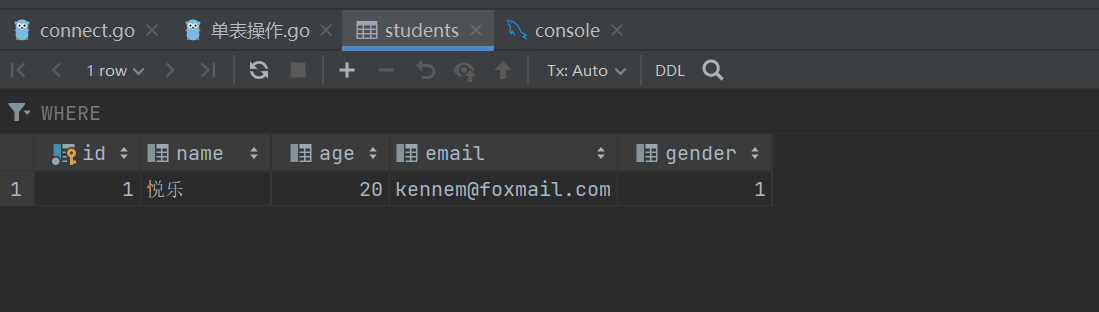 connect.go 单表操作.go students console
1 row Tx: Auto DDL
WHERE
id name age email gender
1 1 悦乐 20 kennem@foxmail.com 1